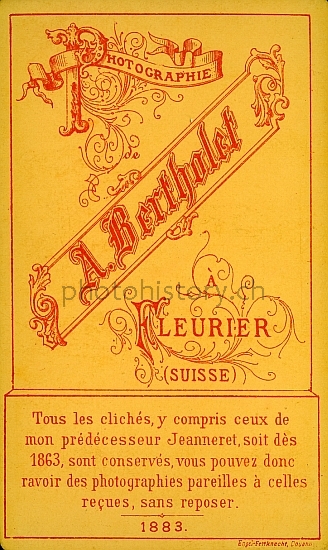 PHOTOGRAPHIE
de
A. Bertholet
À
FLEURIER
(SUISSE)
photohistory.ch
Tous les clichés, y compris ceux de
mon prédécesseur Jeanneret, soit dès
1863, sont conservés, vous pouvez donc
ravoir des photographies pareilles à celles
reçues, sans reposer.
1883.